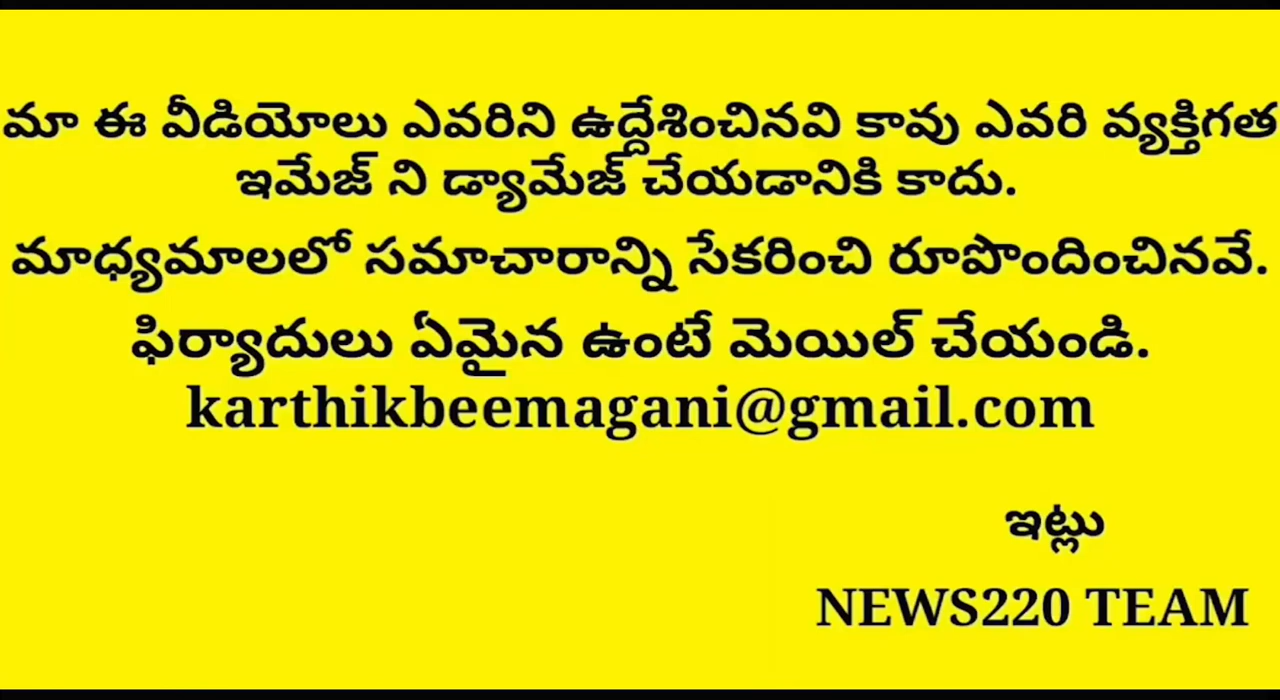 మా ఈ వీడియోలు ఎవరిని ఉద్దేశించినవి కావు ఎవరి వ్యక్తిగత
ఇమేజ్ ని డ్యామేజ్ చేయడానికి కాదు.
మాధ్యమాలలో సమాచారాన్ని సేకరించి రూపొందించినవే.
ఫిర్యాదులు ఏమైన ఉంటే మెయిల్ చేయండి.
karthikbeemagani@gmail.com
ఇట్లు
NEWS220 TEAM